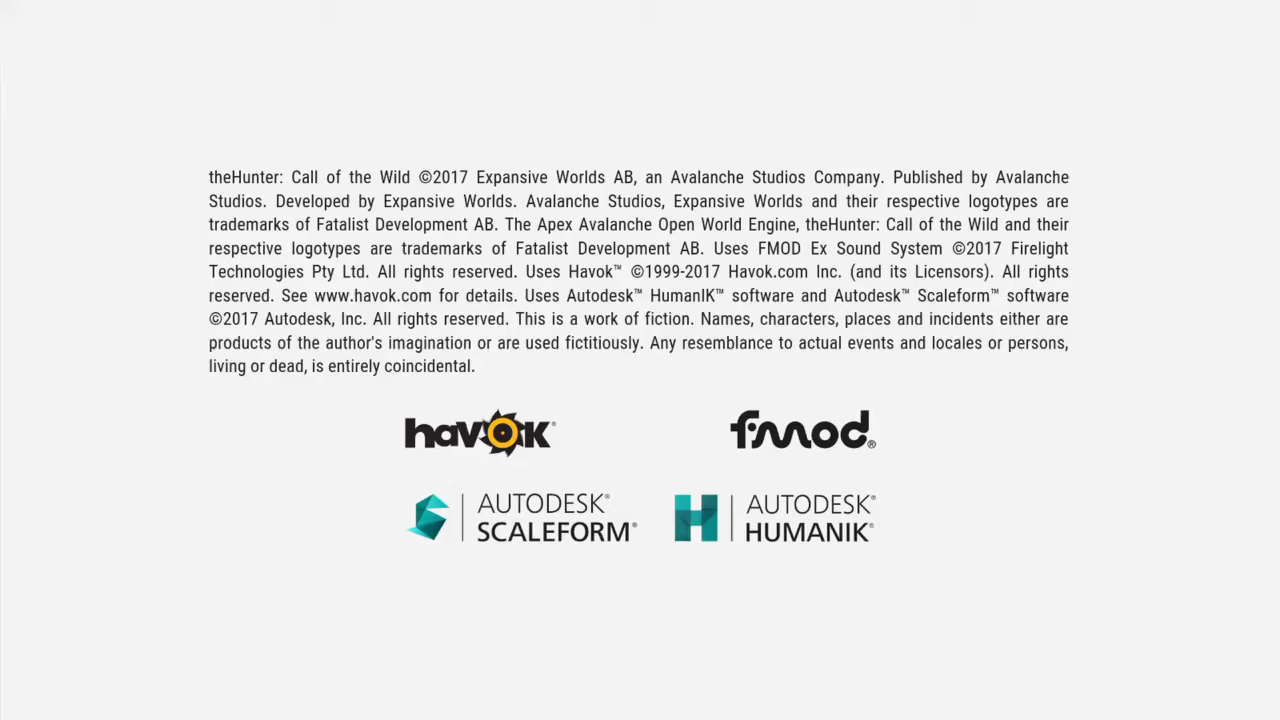 theHunter: Call of the Wild ©2017 Expansive Worlds AB, an Avalanche Studios Company. Published by Avalanche
Studios. Developed by Expansive Worlds. Avalanche Studios, Expansive Worlds and their respective logotypes are
trademarks of Fatalist Development AB. The Apex Avalanche Open World Engine, theHunter: Call of the Wild and their
respective logotypes are trademarks of Fatalist Development AB. Uses FMOD Ex Sound System ©2017 Firelight
Technologies Pty Ltd. All rights reserved. Uses Havok™ ©1999-2017 Havok.com Inc. (and its Licensors). All rights
reserved. See www.havok.com for details. Uses Autodesk™ HumanIK™ software and Autodesk™ Scaleform™ software
©2017 Autodesk, Inc. All rights reserved. This is a work of fiction. Names, characters, places and incidents either are
products of the author's imagination or are used fictitiously. Any resemblance to actual events and locales or persons,
living or dead, is entirely coincidental.
havok®
fmod®
AUTODESK®
SCALEFORM®
AUTODESK®
HUMANIK®